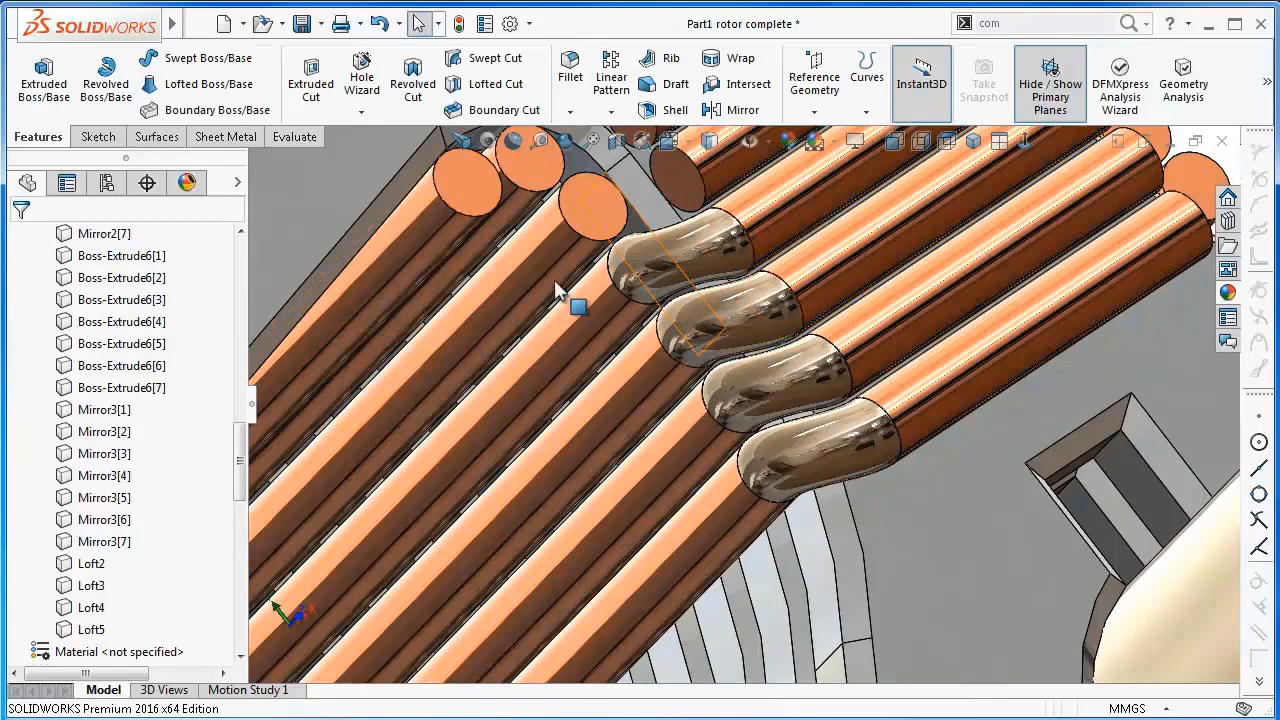 SOLIDWORKS
Part1 rotor complete *
com
Extruded Boss/Base
Revolved Boss/Base
Swept Boss/Base
Lofted Boss/Base
Boundary Boss/Base
Extruded Cut
Hole Wizard
Revolved Cut
Swept Cut
Lofted Cut
Boundary Cut
Fillet
Linear Pattern
Rib
Draft
Shell
Wrap
Intersect
Mirror
Reference Geometry
Curves
Instant3D
Take Snapshot
Hide / Show Primary Planes
DFMXpress Analysis Wizard
Geometry Analysis
Features
Sketch
Surfaces
Sheet Metal
Evaluate
Mirror2[7]
Boss-Extrude6[1]
Boss-Extrude6[2]
Boss-Extrude6[3]
Boss-Extrude6[4]
Boss-Extrude6[5]
Boss-Extrude6[6]
Boss-Extrude6[7]
Mirror3[1]
Mirror3[2]
Mirror3[3]
Mirror3[4]
Mirror3[5]
Mirror3[6]
Mirror3[7]
Loft2
Loft3
Loft4
Loft5
Material <not specified>
Model
3D Views
Motion Study 1
SOLIDWORKS Premium 2016 x64 Edition
MMGS